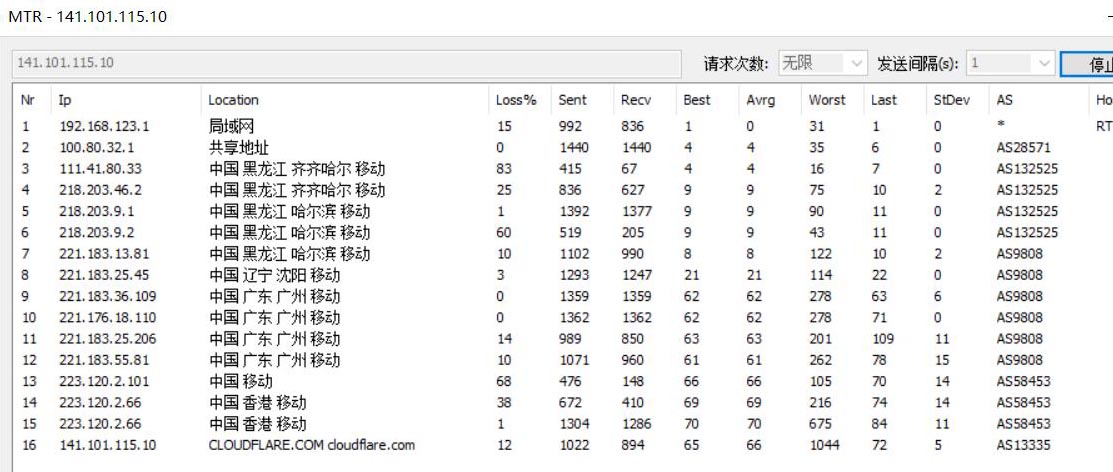 MTR - 141.101.115.10
141.101.115.10 请求次数: 无限 发送间隔(s): 1 停止
Nr Ip Location Loss% Sent Recv Best Avrg Worst Last StDev AS Ho
1 192.168.123.1 局域网 15 992 836 1 0 31 1 0 * RT
2 100.80.32.1 共享地址 0 1440 1440 4 4 35 6 0 AS28571
3 111.41.80.33 中国 黑龙江 齐齐哈尔 移动 83 415 67 4 4 16 7 0 AS132525
4 218.203.46.2 中国 黑龙江 齐齐哈尔 移动 25 836 627 9 9 75 10 2 AS132525
5 218.203.9.1 中国 黑龙江 哈尔滨 移动 1 1392 1377 9 9 90 11 0 AS132525
6 218.203.9.2 中国 黑龙江 哈尔滨 移动 60 519 205 9 9 43 11 0 AS132525
7 221.183.13.81 中国 黑龙江 哈尔滨 移动 10 1102 990 8 8 122 10 2 AS9808
8 221.183.25.45 中国 辽宁 沈阳 移动 3 1293 1247 21 21 114 22 0 AS9808
9 221.183.36.109 中国 广东 广州 移动 0 1359 1359 62 62 278 63 6 AS9808
10 221.176.18.110 中国 广东 广州 移动 0 1362 1362 62 62 278 71 0 AS9808
11 221.183.25.206 中国 广东 广州 移动 14 989 850 63 63 201 109 11 AS9808
12 221.183.55.81 中国 广东 广州 移动 10 1071 960 61 61 262 78 15 AS9808
13 223.120.2.101 中国 移动 68 476 148 66 66 105 70 14 AS58453
14 223.120.2.66 中国 香港 移动 38 672 410 69 69 216 74 14 AS58453
15 223.120.2.66 中国 香港 移动 1 1304 1286 70 70 675 84 11 AS58453
16 141.101.115.10 CLOUDFLARE.COM cloudflare.com 12 1022 894 65 66 1044 72 5 AS13335